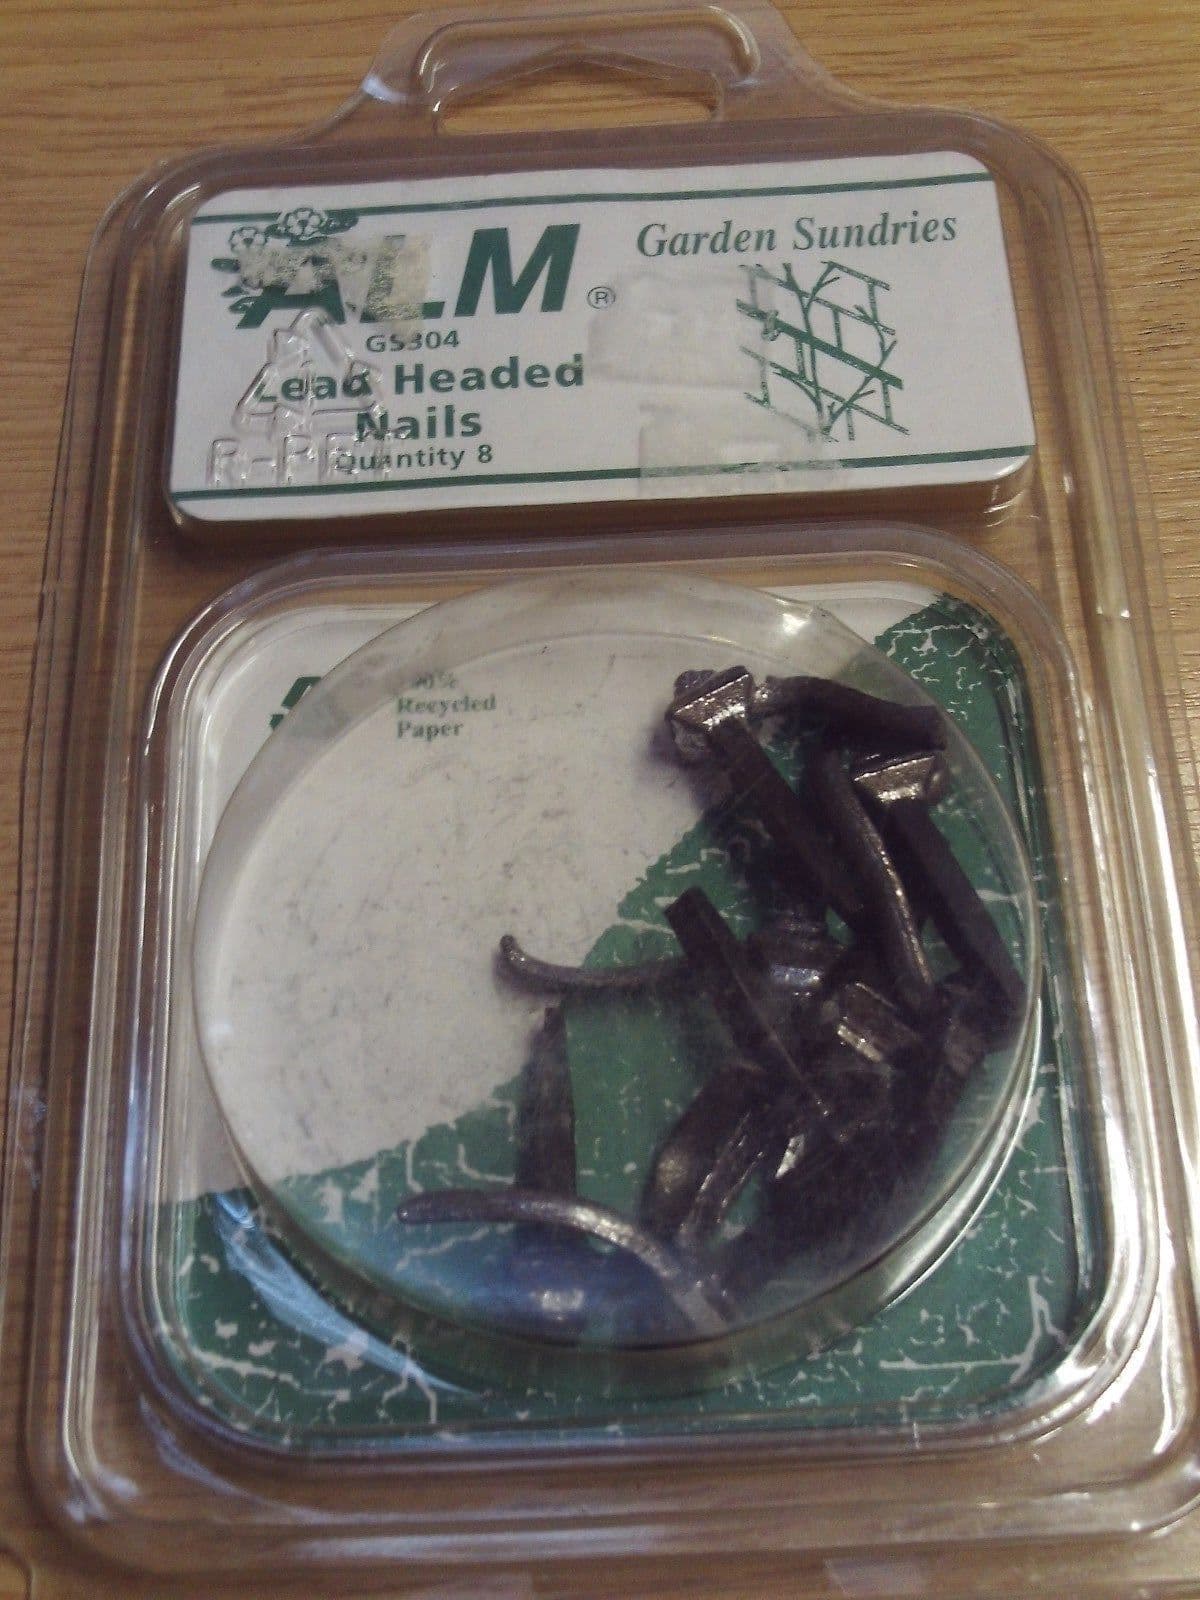 ALM ®
Garden Sundries
GS304
Lead Headed
Nails
Quantity 8
Recycled
Paper